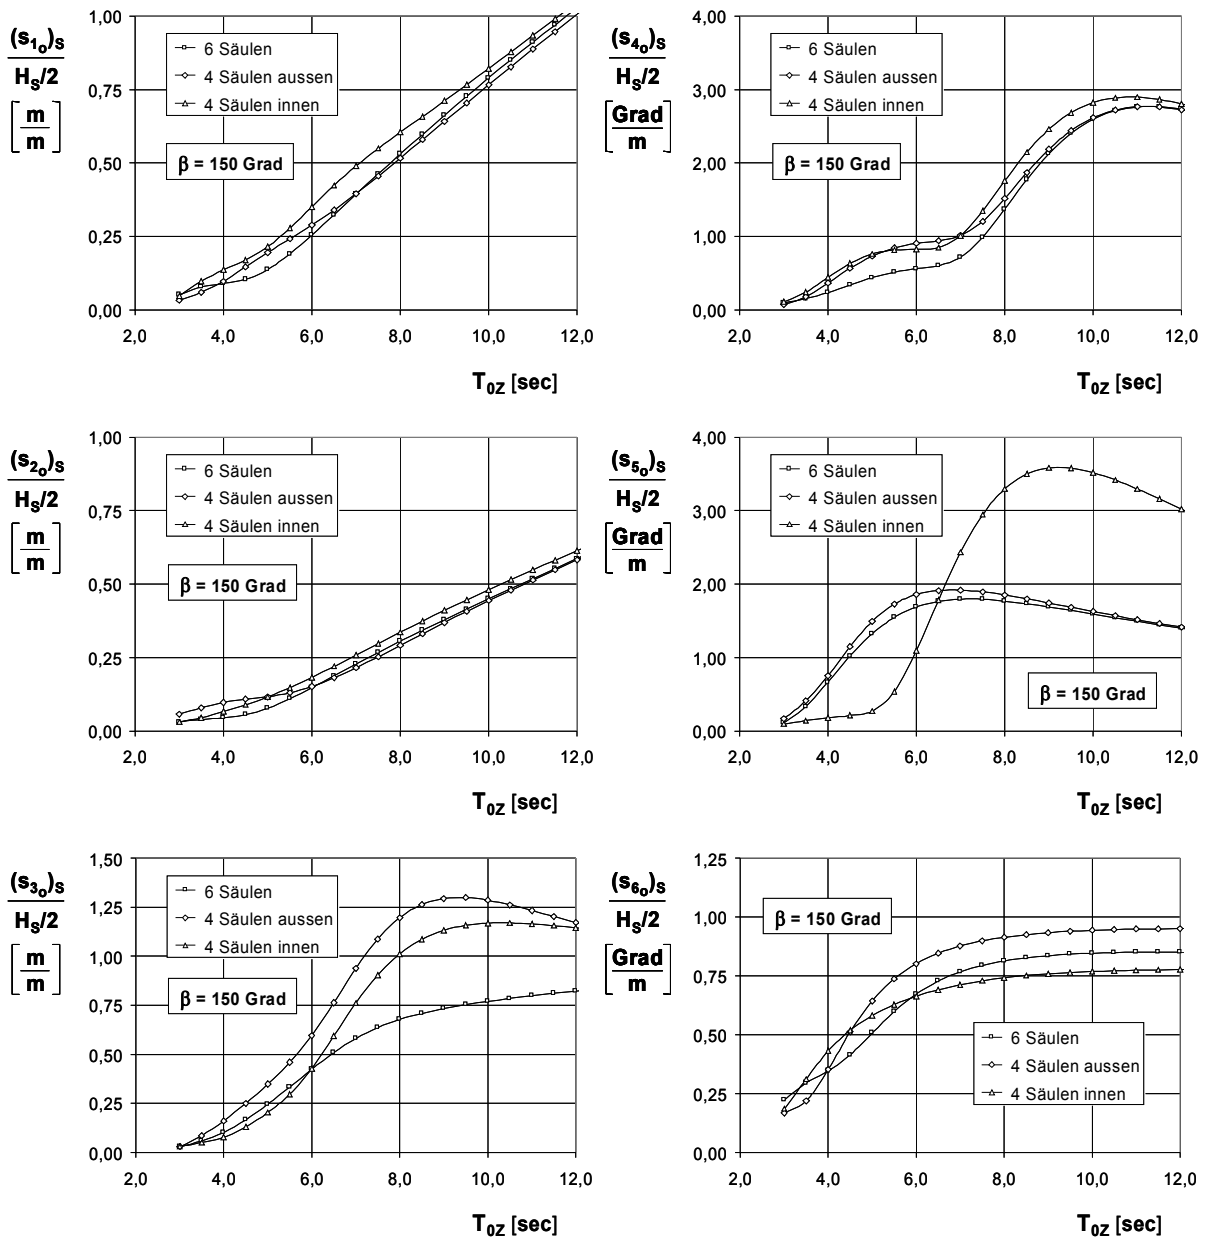 (s1o)S
HS/2
[m/m]
1,00
0,75
0,50
0,25
0,00
6 Säulen
4 Säulen aussen
4 Säulen innen
β = 150 Grad
2,0 4,0 6,0 8,0 10,0 12,0
T0Z [sec]
(s4o)S
HS/2
[Grad/m]
4,00
3,00
2,00
1,00
0,00
6 Säulen
4 Säulen aussen
4 Säulen innen
β = 150 Grad
2,0 4,0 6,0 8,0 10,0 12,0
T0Z [sec]
(s2o)S
HS/2
[m/m]
1,00
0,75
0,50
0,25
0,00
6 Säulen
4 Säulen aussen
4 Säulen innen
β = 150 Grad
2,0 4,0 6,0 8,0 10,0 12,0
T0Z [sec]
(s5o)S
HS/2
[Grad/m]
4,00
3,00
2,00
1,00
0,00
6 Säulen
4 Säulen aussen
4 Säulen innen
β = 150 Grad
2,0 4,0 6,0 8,0 10,0 12,0
T0Z [sec]
(s3o)S
HS/2
[m/m]
1,50
1,25
1,00
0,75
0,50
0,25
0,00
6 Säulen
4 Säulen aussen
4 Säulen innen
β = 150 Grad
2,0 4,0 6,0 8,0 10,0 12,0
T0Z [sec]
(s6o)S
HS/2
[Grad/m]
1,25
1,00
0,75
0,50
0,25
0,00
β = 150 Grad
6 Säulen
4 Säulen aussen
4 Säulen innen
2,0 4,0 6,0 8,0 10,0 12,0
T0Z [sec]